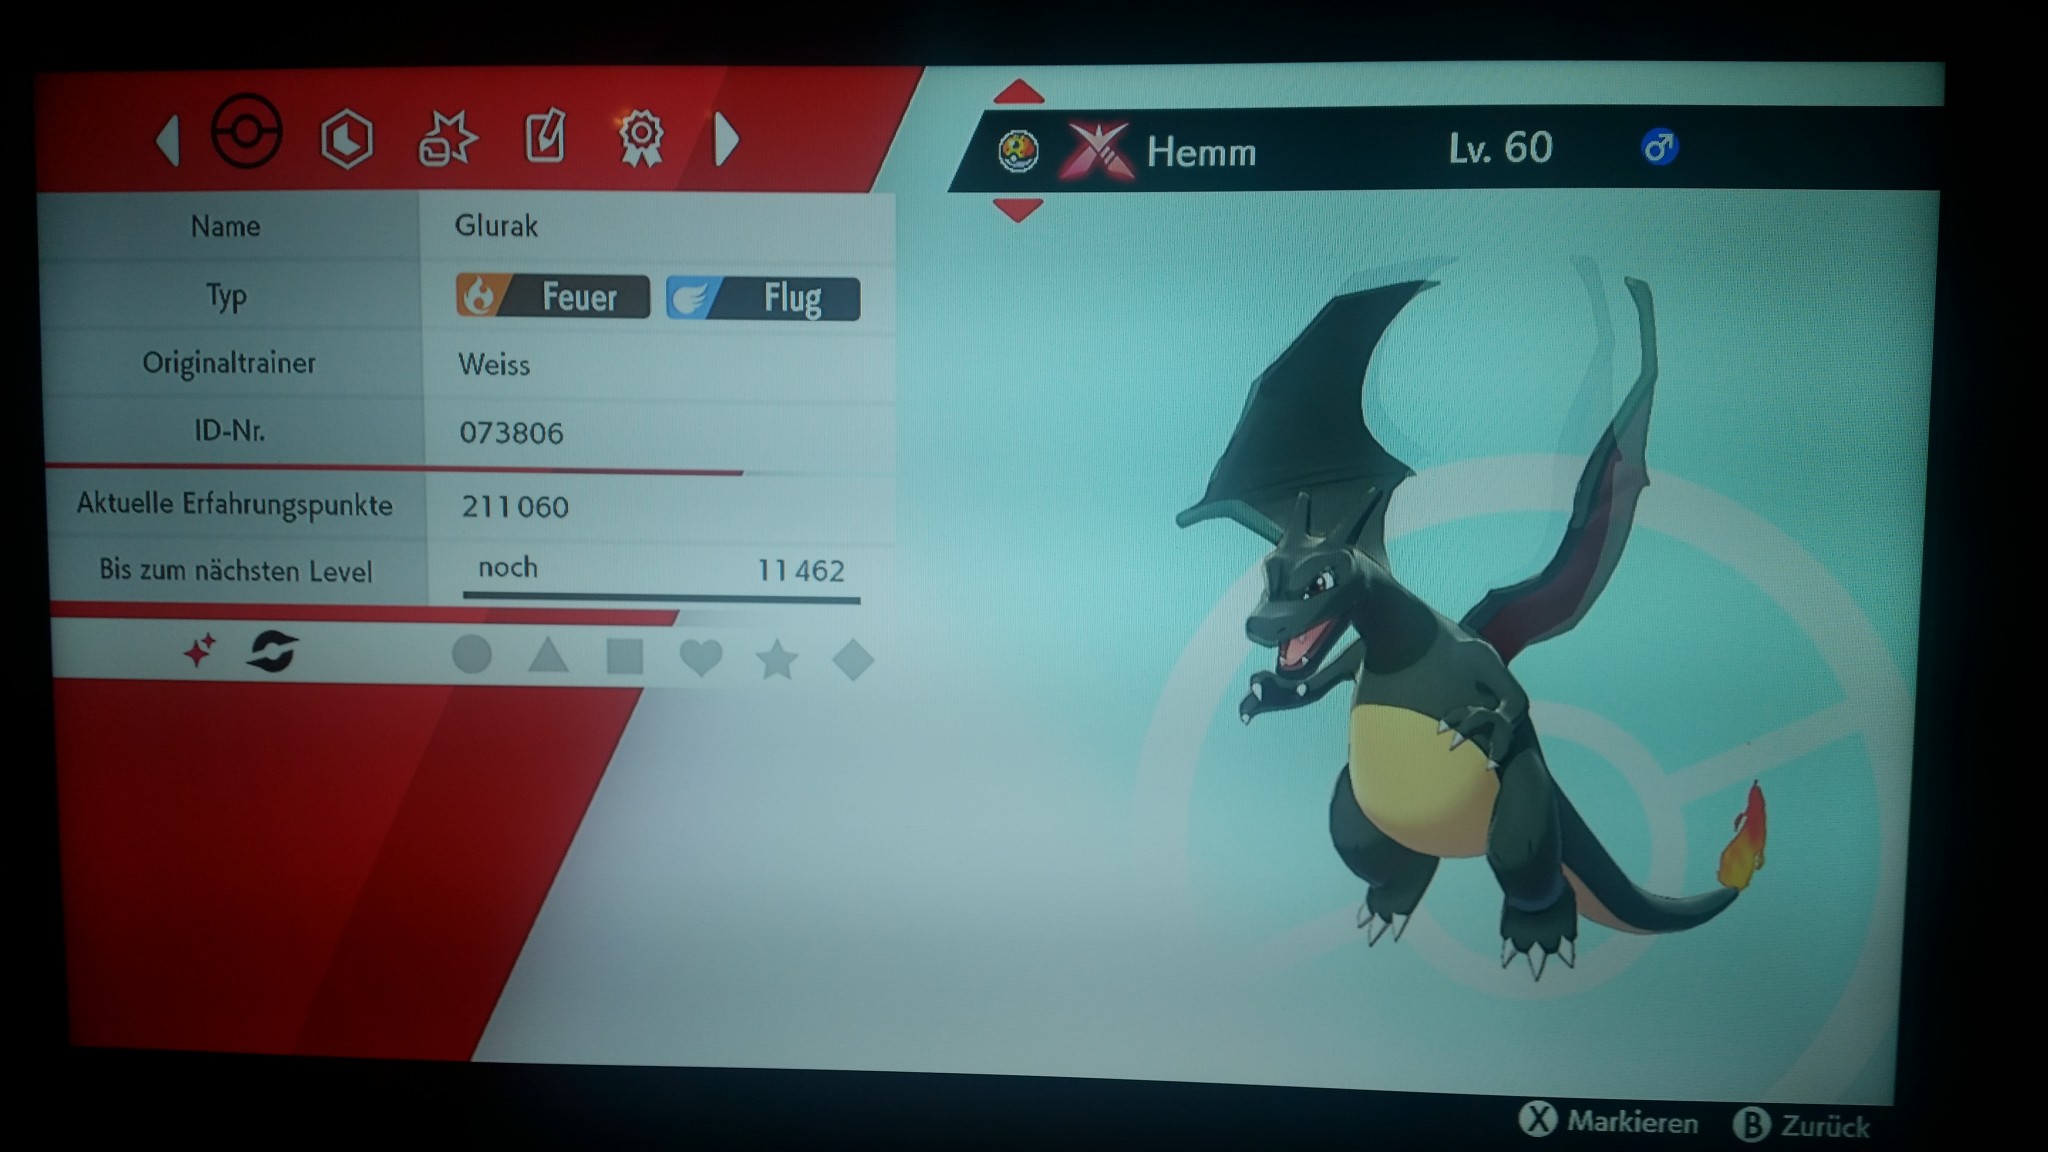 Hemm Lv. 60
Name Glurak
Typ Feuer Flug
Originaltrainer Weiss
ID-Nr. 073806
Aktuelle Erfahrungspunkte 211 060
Bis zum nächsten Level noch 11 462
X Markieren B Zurück